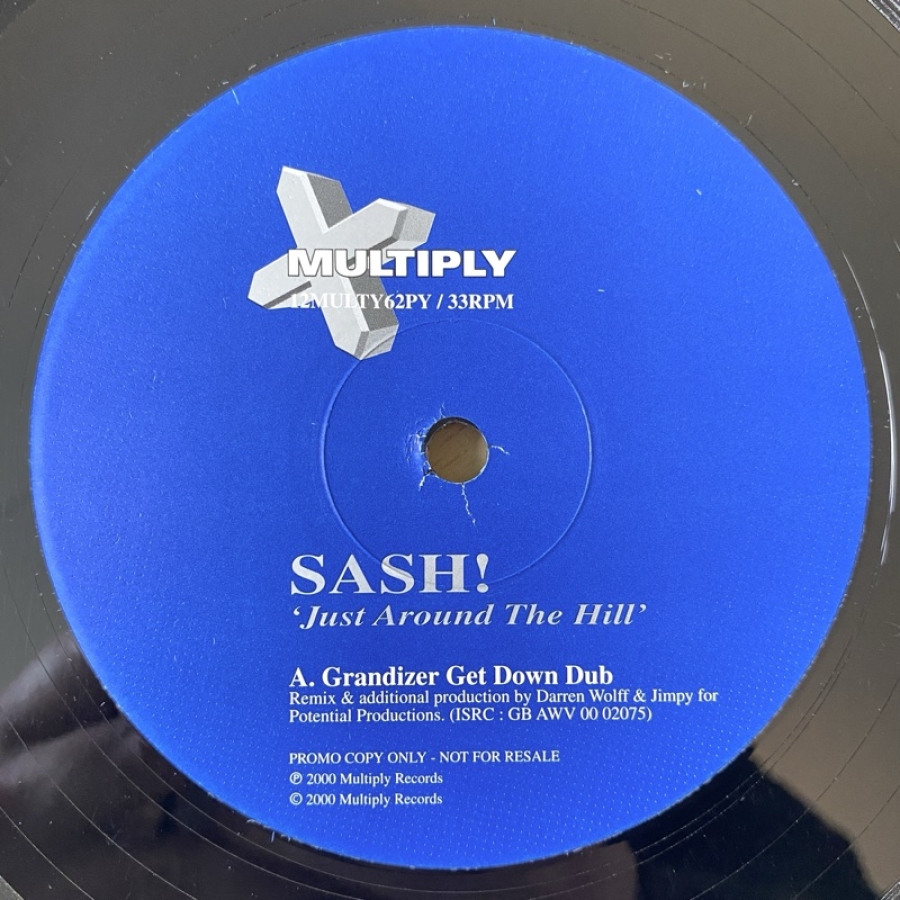 MULTIPLY
12MULTY62PY / 33RPM
SASH!
‘Just Around The Hill’
A. Grandizer Get Down Dub
Remix & additional production by Darren Wolff & Jimpy for
Potential Productions. (ISRC : GB AWV 00 02075)
PROMO COPY ONLY - NOT FOR RESALE
℗ 2000 Multiply Records
© 2000 Multiply Records